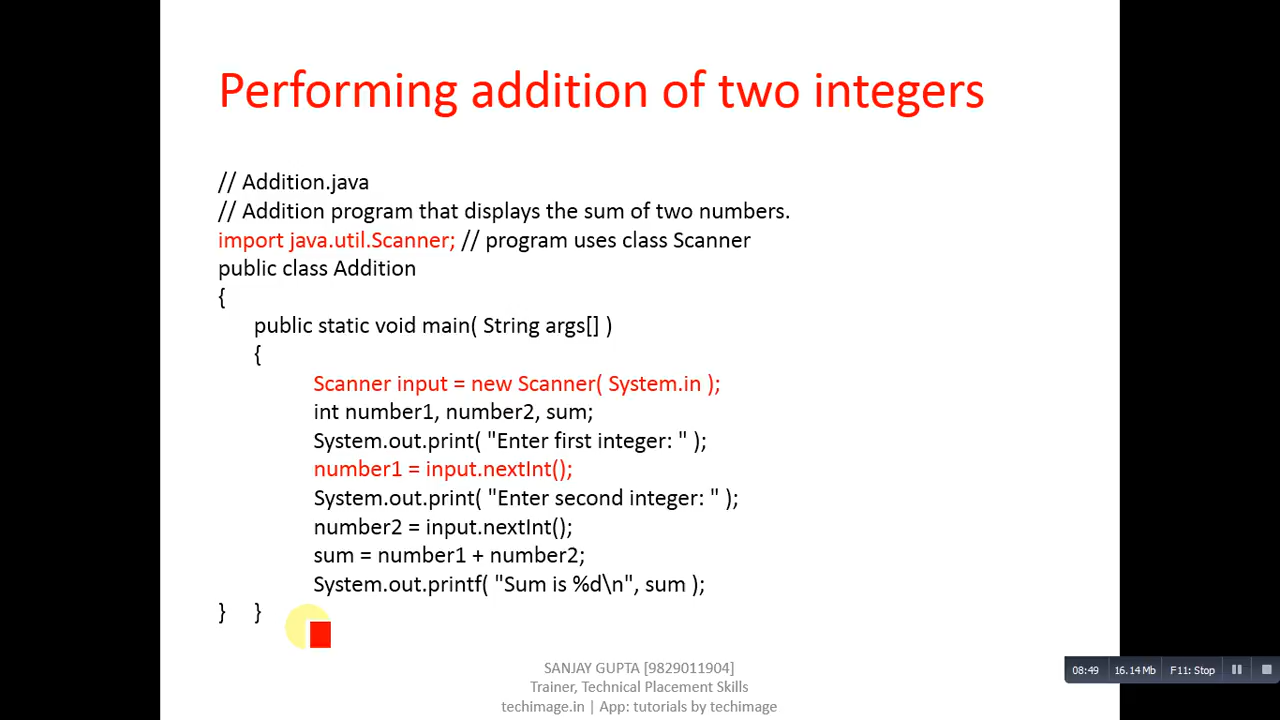 Performing addition of two integers
// Addition.java
// Addition program that displays the sum of two numbers.
import java.util.Scanner; // program uses class Scanner
public class Addition
{
public static void main( String args[] )
{
Scanner input = new Scanner( System.in );
int number1, number2, sum;
System.out.print( "Enter first integer: " );
number1 = input.nextInt();
System.out.print( "Enter second integer: " );
number2 = input.nextInt();
sum = number1 + number2;
System.out.printf( "Sum is %d\n", sum );
} }
SANJAY GUPTA [9829011904]
Trainer, Technical Placement Skills
techimage.in | App: tutorials by techimage
08:49 16.14 Mb F11: Stop